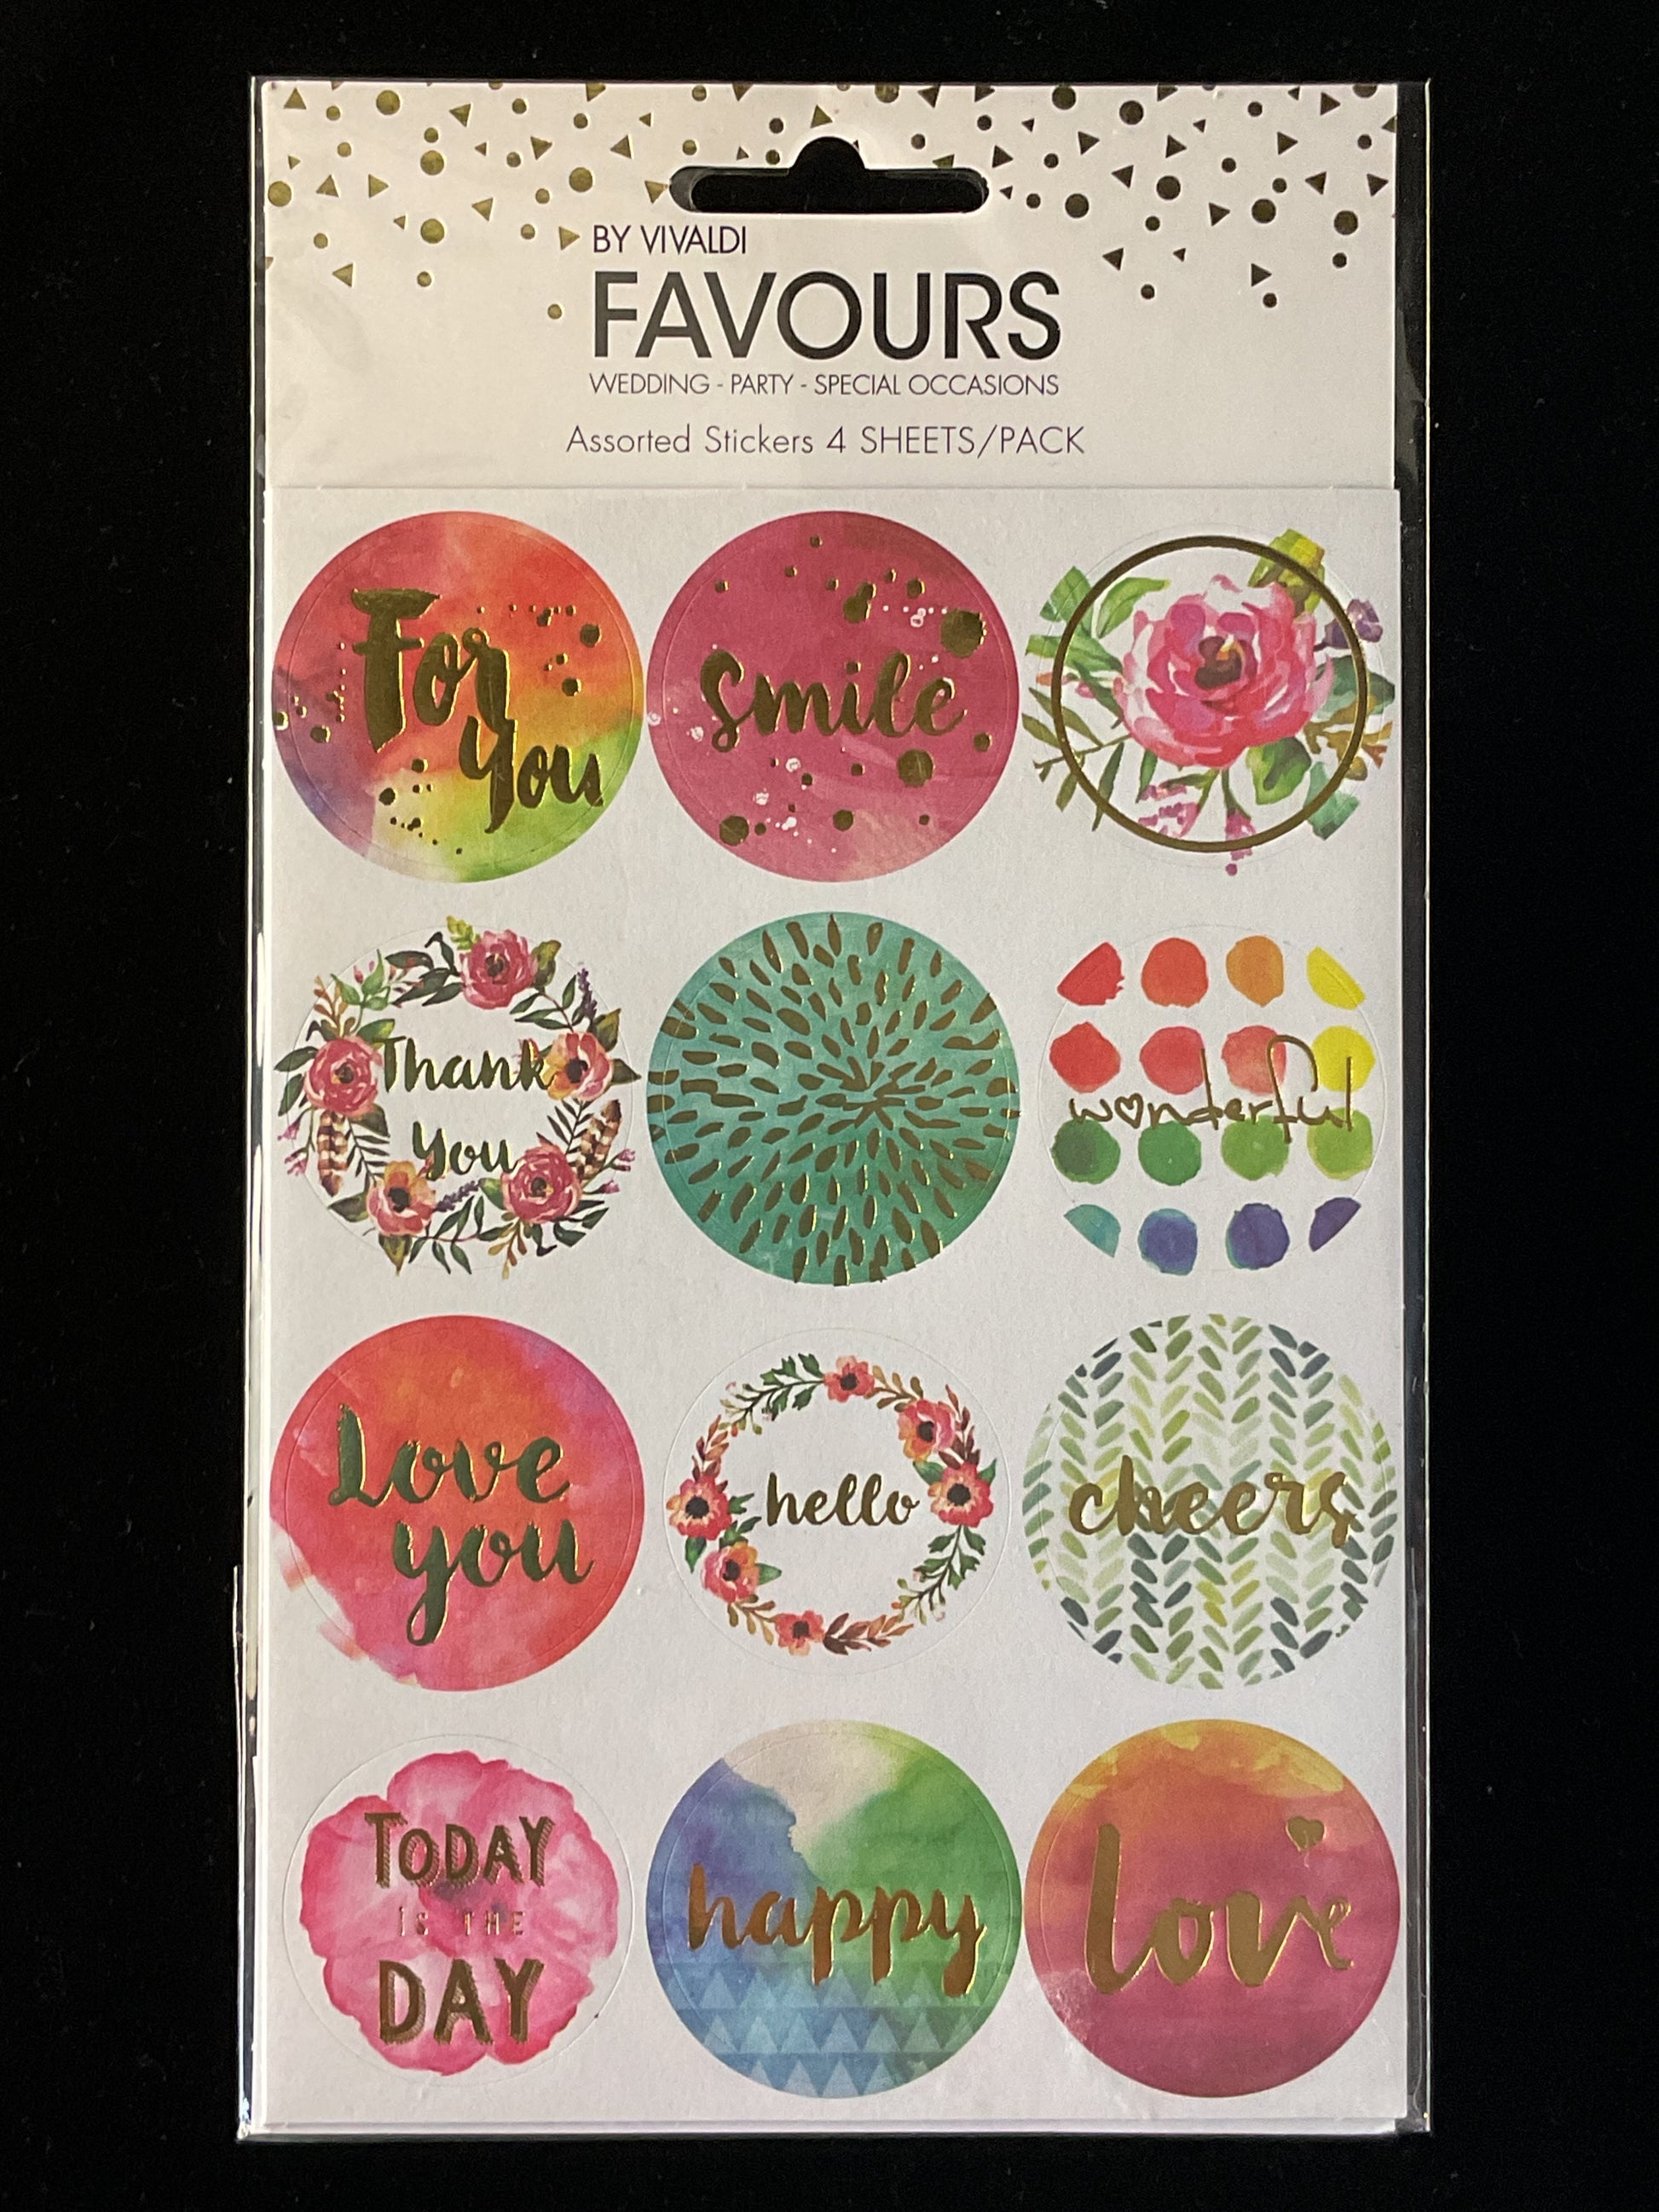 BY VIVALDI
FAVOURS
WEDDING - PARTY - SPECIAL OCCASIONS
Assorted Stickers 4 SHEETS/PACK
For
you
smile
Thank
you
wonderful
Love
you
hello
cheers
TODAY
is THE
DAY
happy
love